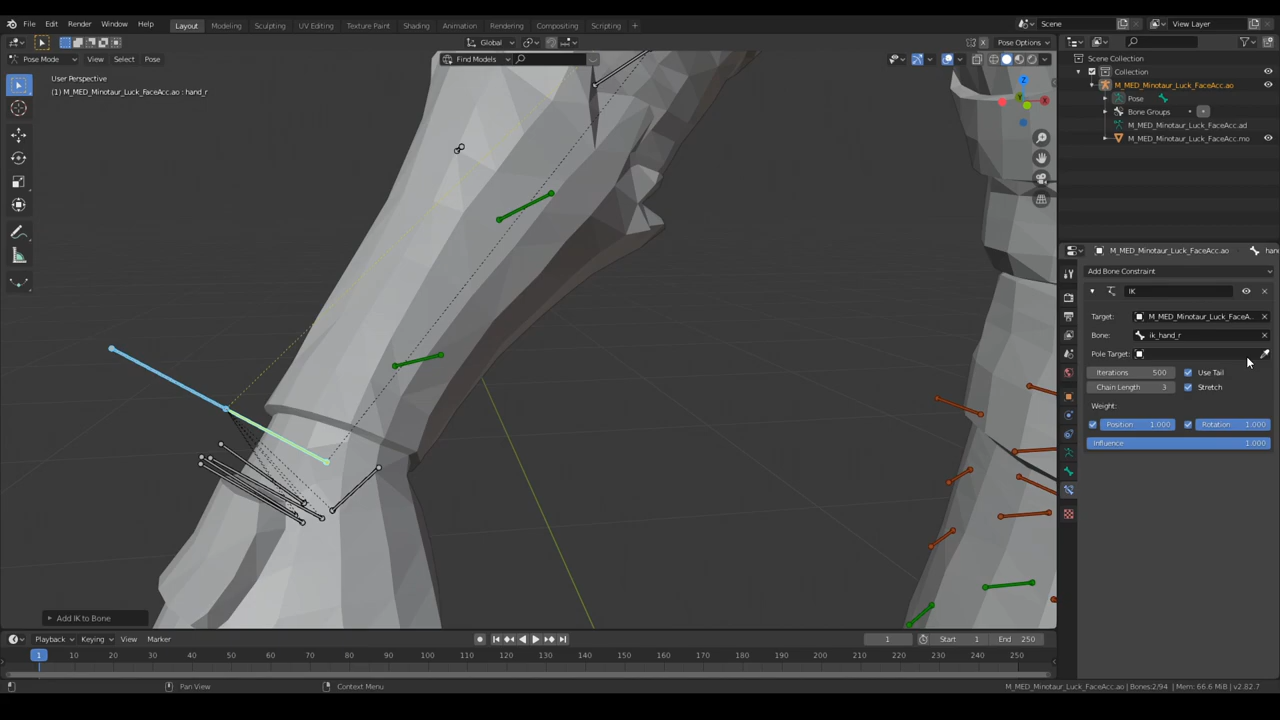 File Edit Render Window Help Layout Modeling Sculpting UV Editing Texture Paint Shading Animation Rendering Compositing Scripting + Scene View Layer
Global Pose Options
Pose Mode View Select Pose Find Models
User Perspective
(1) M_MED_Minotaur_Luck_FaceAcc.ao : hand_r
Z
Y
X
Scene Collection
Collection
M_MED_Minotaur_Luck_FaceAcc.ao
Pose
Bone Groups
M_MED_Minotaur_Luck_FaceAcc.ad
M_MED_Minotaur_Luck_FaceAcc.mo
M_MED_Minotaur_Luck_FaceAcc.ao
Add Bone Constraint
IK
Target: M_MED_Minotaur_Luck_FaceA...
Bone: ik_hand_r
Pole Target:
Iterations 500 Use Tail
Chain Length 3 Stretch
Weight:
Position 1.000 Rotation 1.000
Influence 1.000
Add IK to Bone
Playback Keying View Marker 1 Start 1 End 250
1 10 20 30 40 50 60 70 80 90 100 110 120 130 140 150 160 170 180 190 200 210 220 230 240 250
Pan View Context Menu M_MED_Minotaur_Luck_FaceAcc.ao | Bones:2/94 | Mem: 66.6 MiB | v2.82.7